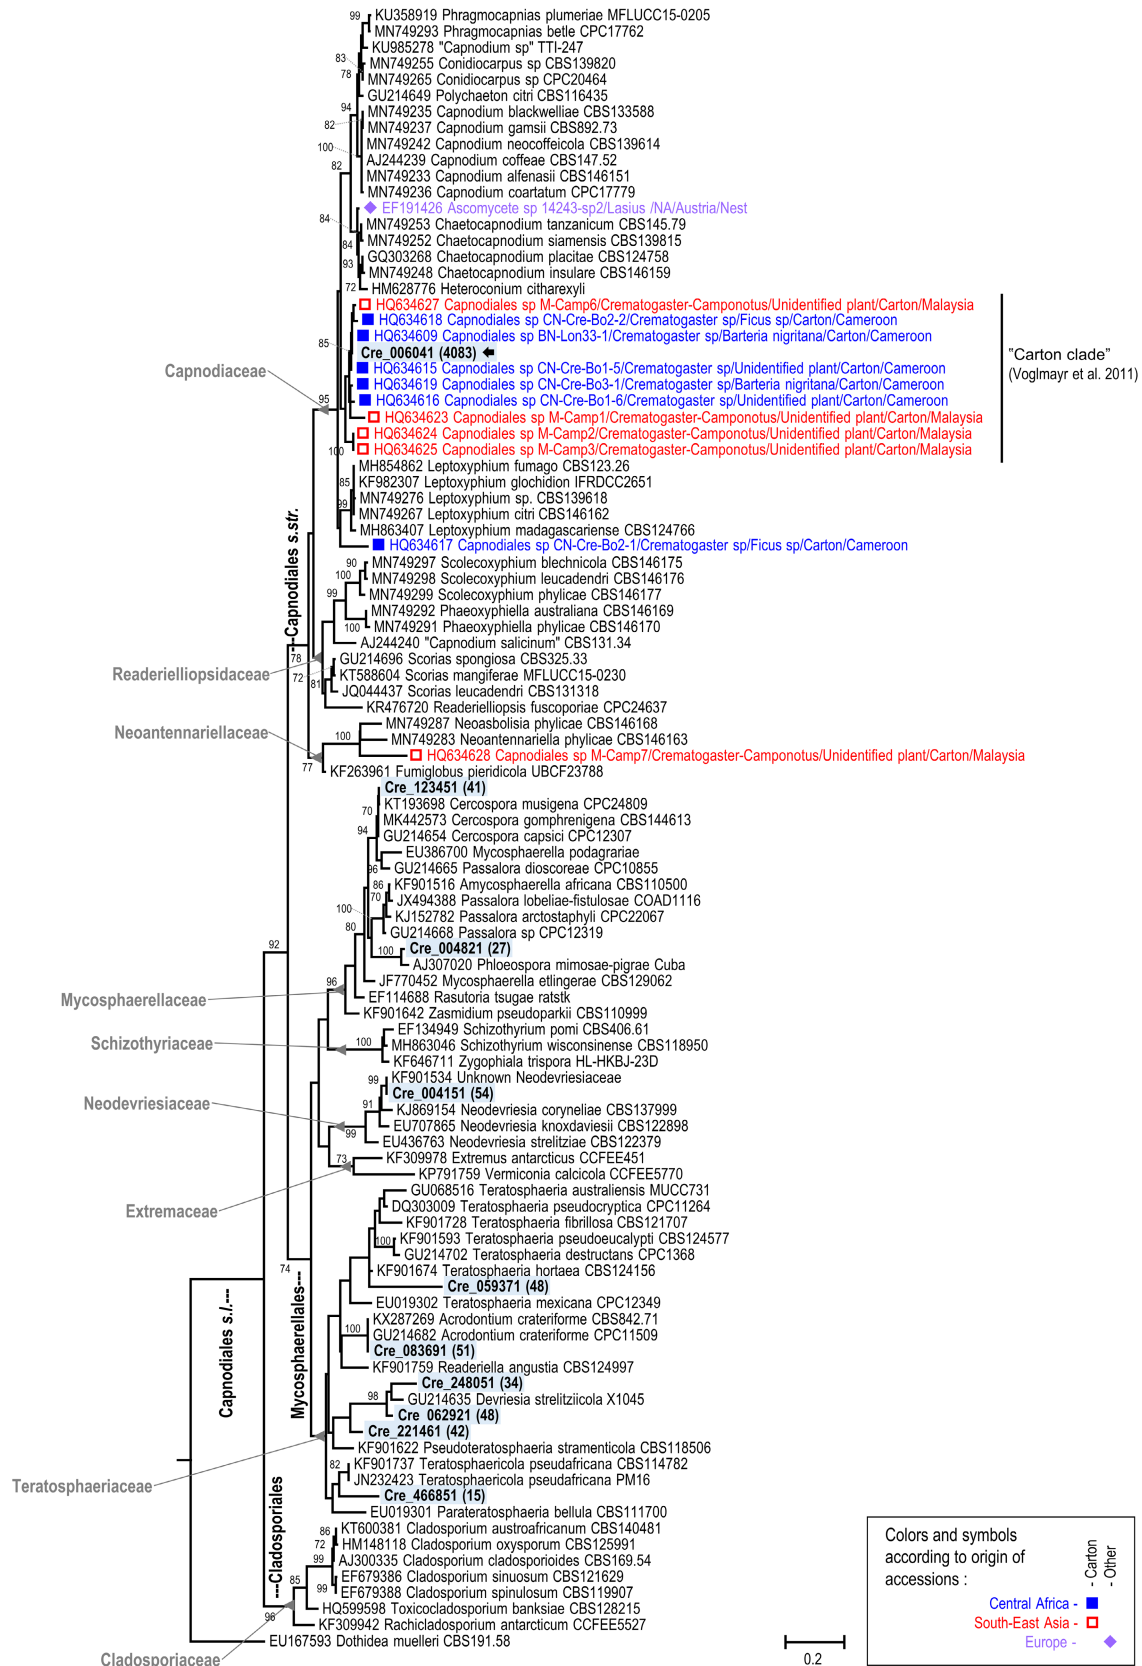 99
KU358919 Phragmocapnias plumeriae MFLUCC15-0205
MN749293 Phragmocapnias betle CPC17762
KU985278 "Capnodium sp" TTI-247
83
MN749255 Conidiocarpus sp CBS139820
78
MN749265 Conidiocarpus sp CPC20464
GU214649 Polychaeton citri CBS116435
94
MN749235 Capnodium blackwelliae CBS133588
82
MN749237 Capnodium gamsii CBS892.73
100
MN749242 Capnodium neocoffeicola CBS139614
82
AJ244239 Capnodium coffeae CBS147.52
MN749233 Capnodium alfenasii CBS146151
MN749236 Capnodium coartatum CPC17779
EF191426 Ascomycete sp 14243-sp2/Lasius /NA/Austria/Nest
84
MN749253 Chaetocapnodium tanzanicum CBS145.79
84
MN749252 Chaetocapnodium siamensis CBS139815
GQ303268 Chaetocapnodium placitae CBS124758
93
MN749248 Chaetocapnodium insulare CBS146159
72
HM628776 Heteroconium citharexyli
HQ634627 Capnodiales sp M-Camp6/Crematogaster-Camponotus/Unidentified plant/Carton/Malaysia
HQ634618 Capnodiales sp CN-Cre-Bo2-2/Crematogaster sp/Ficus sp/Carton/Cameroon
HQ634609 Capnodiales sp BN-Lon33-1/Crematogaster sp/Barteria nigritana/Carton/Cameroon
85
Cre_006041 (4083)
"Carton clade"
(Voglmayr et al. 2011)
Capnodiaceae
HQ634615 Capnodiales sp CN-Cre-Bo1-5/Crematogaster sp/Unidentified plant/Carton/Cameroon
HQ634619 Capnodiales sp CN-Cre-Bo3-1/Crematogaster sp/Barteria nigritana/Carton/Cameroon
95
HQ634616 Capnodiales sp CN-Cre-Bo1-6/Crematogaster sp/Unidentified plant/Carton/Cameroon
HQ634623 Capnodiales sp M-Camp1/Crematogaster-Camponotus/Unidentified plant/Carton/Malaysia
HQ634624 Capnodiales sp M-Camp2/Crematogaster-Camponotus/Unidentified plant/Carton/Malaysia
100
HQ634625 Capnodiales sp M-Camp3/Crematogaster-Camponotus/Unidentified plant/Carton/Malaysia
MH854862 Leptoxyphium fumago CBS123.26
85
KF982307 Leptoxyphium glochidion IFRDCC2651
MN749276 Leptoxyphium sp. CBS139618
99
MN749267 Leptoxyphium citri CBS146162
MH863407 Leptoxyphium madagascariense CBS124766
HQ634617 Capnodiales sp CN-Cre-Bo2-1/Crematogaster sp/Ficus sp/Carton/Cameroon
---Capnodiales s.str.
90
MN749297 Scolecoxyphium blechnicola CBS146175
100
MN749298 Scolecoxyphium leucadendri CBS146176
99
MN749299 Scolecoxyphium phylicae CBS146177
MN749292 Phaeoxyphiella australiana CBS146169
100
MN749291 Phaeoxyphiella phylicae CBS146170
AJ244240 "Capnodium salicinum" CBS131.34
78
GU214696 Scorias spongiosa CBS325.33
Readerielliopsidaceae
72
KT588604 Scorias mangiferae MFLUCC15-0230
81
JQ044437 Scorias leucadendri CBS131318
KR476720 Readerielliopsis fuscoporiae CPC24637
MN749287 Neoasbolisia phylicae CBS146168
Neoantennariellaceae
100
MN749283 Neoantennariella phylicae CBS146163
HQ634628 Capnodiales sp M-Camp7/Crematogaster-Camponotus/Unidentified plant/Carton/Malaysia
77
KF263961 Fumiglobus pieridicola UBCF23788
Cre_123451 (41)
70
KT193698 Cercospora musigena CPC24809
MK442573 Cercospora gomphrenigena CBS144613
94
GU214654 Cercospora capsici CPC12307
EU386700 Mycosphaerella podagrariae
96
GU214665 Passalora dioscoreae CPC10855
86
KF901516 Amycosphaerella africana CBS110500
70
JX494388 Passalora lobeliae-fistulosae COAD1116
100
KJ152782 Passalora arctostaphyli CPC22067
80
GU214668 Passalora sp CPC12319
92
100
Cre_004821 (27)
AJ307020 Phloeospora mimosae-pigrae Cuba
96
JF770452 Mycosphaerella etlingerae CBS129062
Mycosphaerellaceae
EF114688 Rasutoria tsugae ratstk
KF901642 Zasmidium pseudoparkii CBS110999
EF134949 Schizothyrium pomi CBS406.61
Schizothyriaceae
100
MH863046 Schizothyrium wisconsinense CBS118950
KF646711 Zygophiala trispora HL-HKBJ-23D
99
KF901534 Unknown Neodevriesiaceae
Cre_004151 (54)
Neodevriesiaceae
91
KJ869154 Neodevriesia coryneliae CBS137999
EU707865 Neodevriesia knoxdaviesii CBS122898
99
EU436763 Neodevriesia strelitziae CBS122379
73
KF309978 Extremus antarcticus CCFEE451
KP791759 Vermiconia calcicola CCFEE5770
Extremaceae
GU068516 Teratosphaeria australiensis MUCC731
DQ303009 Teratosphaeria pseudocryptica CPC11264
KF901728 Teratosphaeria fibrillosa CBS121707
100
KF901593 Teratosphaeria pseudoeucalypti CBS124577
GU214702 Teratosphaeria destructans CPC1368
74
KF901674 Teratosphaeria hortaea CBS124156
Cre_059371 (48)
EU019302 Teratosphaeria mexicana CPC12349
Capnodiales s.l.---
Mycosphaerellales---
KX287269 Acrodontium crateriforme CBS842.71
100
GU214682 Acrodontium crateriforme CPC11509
Cre_083691 (51)
KF901759 Readeriella angustia CBS124997
Cre_248051 (34)
98
GU214635 Devriesia strelitziicola X1045
Cre_062921 (48)
Cre_221461 (42)
KF901622 Pseudoteratosphaeria stramenticola CBS118506
82
KF901737 Teratosphaericola pseudafricana CBS114782
Teratosphaeriaceae
JN232423 Teratosphaericola pseudafricana PM16
Cre_466851 (15)
EU019301 Parateratosphaeria bellula CBS111700
---Cladosporiales
86
KT600381 Cladosporium austroafricanum CBS140481
72
HM148118 Cladosporium oxysporum CBS125991
99
AJ300335 Cladosporium cladosporioides CBS169.54
85
EF679386 Cladosporium sinuosum CBS121629
99
EF679388 Cladosporium spinulosum CBS119907
HQ599598 Toxicocladosporium banksiae CBS128215
96
KF309942 Rachicladosporium antarcticum CCFEE5527
EU167593 Dothidea muelleri CBS191.58
Cladosporiaceae
0.2
Colors and symbols
according to origin of
accessions :
- Carton
- Other
Central Africa -
South-East Asia -
Europe -